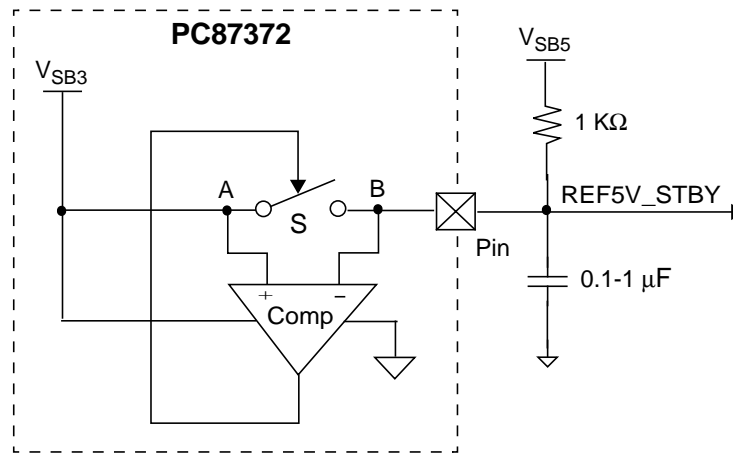 PC87372
V_SB3
V_SB5
1 KΩ
A
B
S
REF5V_STBY
Pin
+ −
Comp
0.1-1 μF